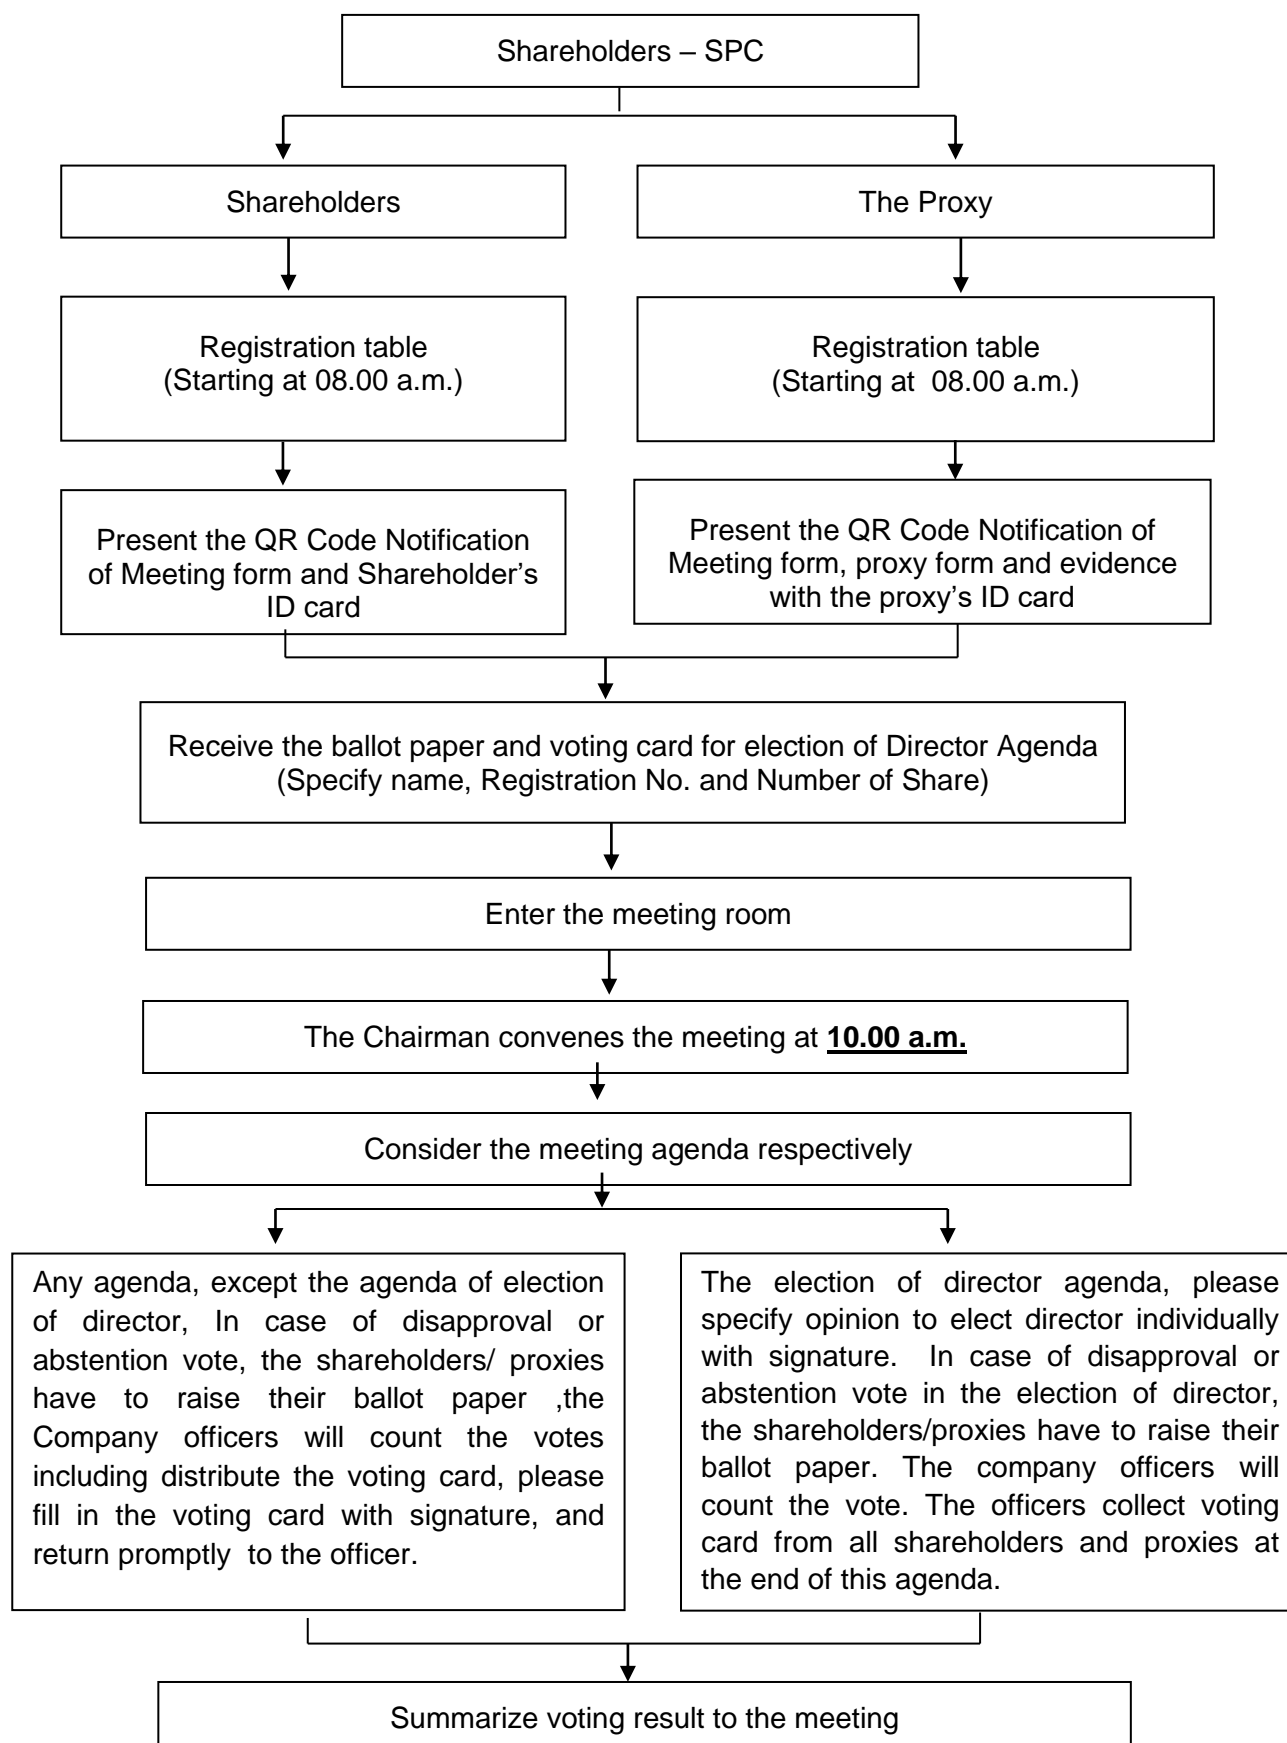 Shareholders – SPC
Shareholders
The Proxy
Registration table
(Starting at 08.00 a.m.)
Registration table
(Starting at  08.00 a.m.)
Present the QR Code Notification
of Meeting form and Shareholder’s
ID card
Present the QR Code Notification of
Meeting form, proxy form and evidence
with the proxy’s ID card
Receive the ballot paper and voting card for election of Director Agenda
(Specify name, Registration No. and Number of Share)
Enter the meeting room
The Chairman convenes the meeting at 10.00 a.m.
Consider the meeting agenda respectively
Any agenda, except the agenda of election
of director, In case of disapproval or
abstention vote, the shareholders/ proxies
have to raise their ballot paper ,the
Company officers will count the votes
including distribute the voting card, please
fill in the voting card with signature, and
return promptly  to the officer.
The election of director agenda, please
specify opinion to elect director individually
with signature.  In case of disapproval or
abstention vote in the election of director,
the shareholders/proxies have to raise their
ballot paper. The company officers will
count the vote. The officers collect voting
card from all shareholders and proxies at
the end of this agenda.
Summarize voting result to the meeting